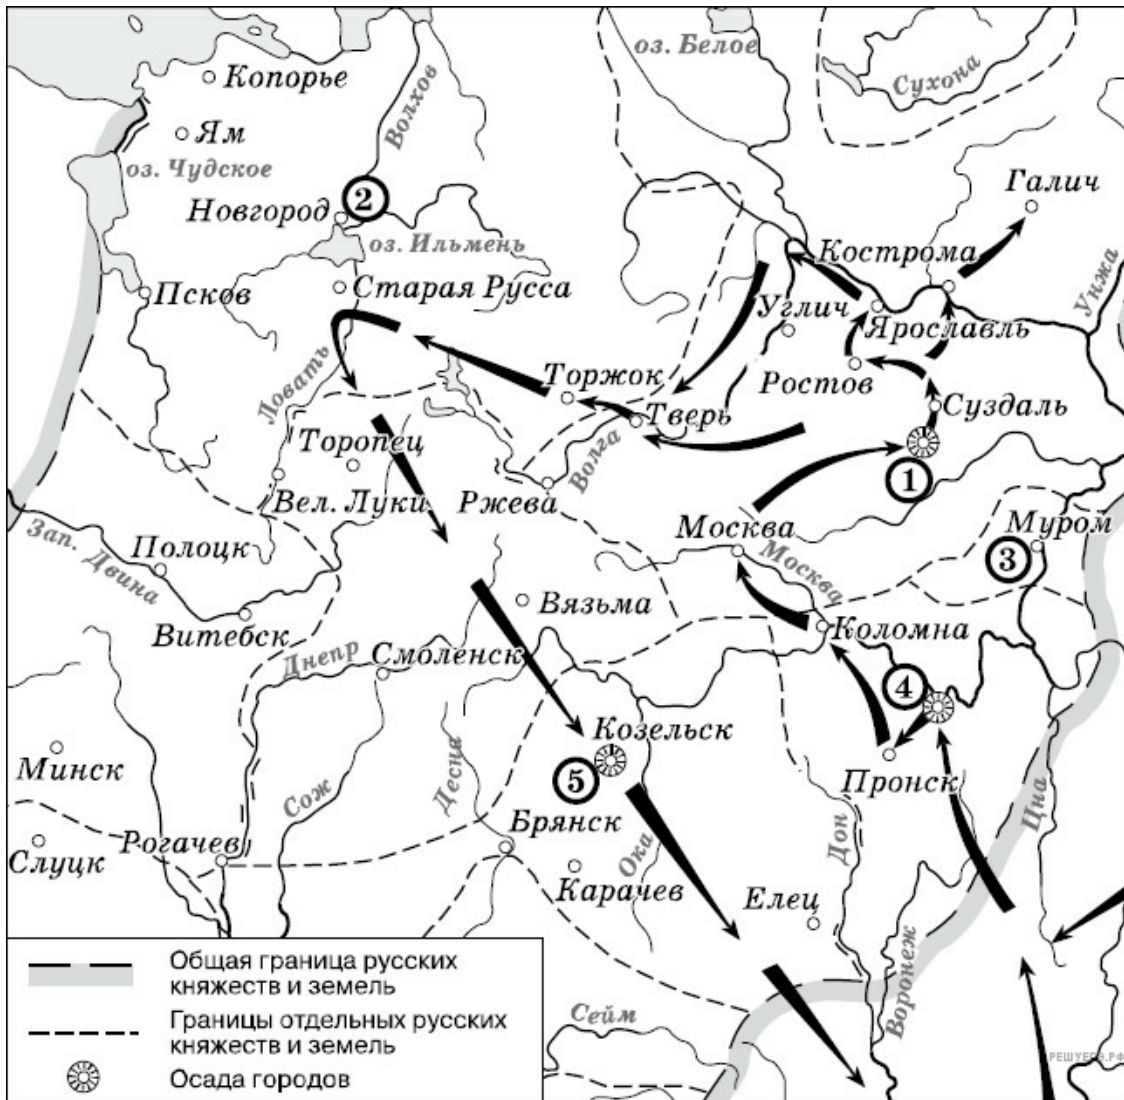 оз. Белое
Сухона
Копорье
Волхов
Ям
оз. Чудское
Галич
2
Новгород
оз. Ильмень
Кострома
Унжа
Псков
Старая Русса
Углич
Ярославль
Ловать
Торжок
Ростов
Суздаль
Тверь
Торопец
Волга
1
Вел. Луки
Ржева
Москва
Муром
Зап. Двина
Полоцк
Москва
3
Вязьма
Витебск
Коломна
Днепр
Смоленск
4
Козельск
Минск
Десна
5
Пронск
Цна
Сож
Брянск
Слуцк
Рогачев
Ока
Дон
Карачев
Елец
Воронеж
Сейм
Общая граница русских
княжеств и земель
Границы отдельных русских
княжеств и земель
Осада городов
РЕШУЕГЭ.РФ